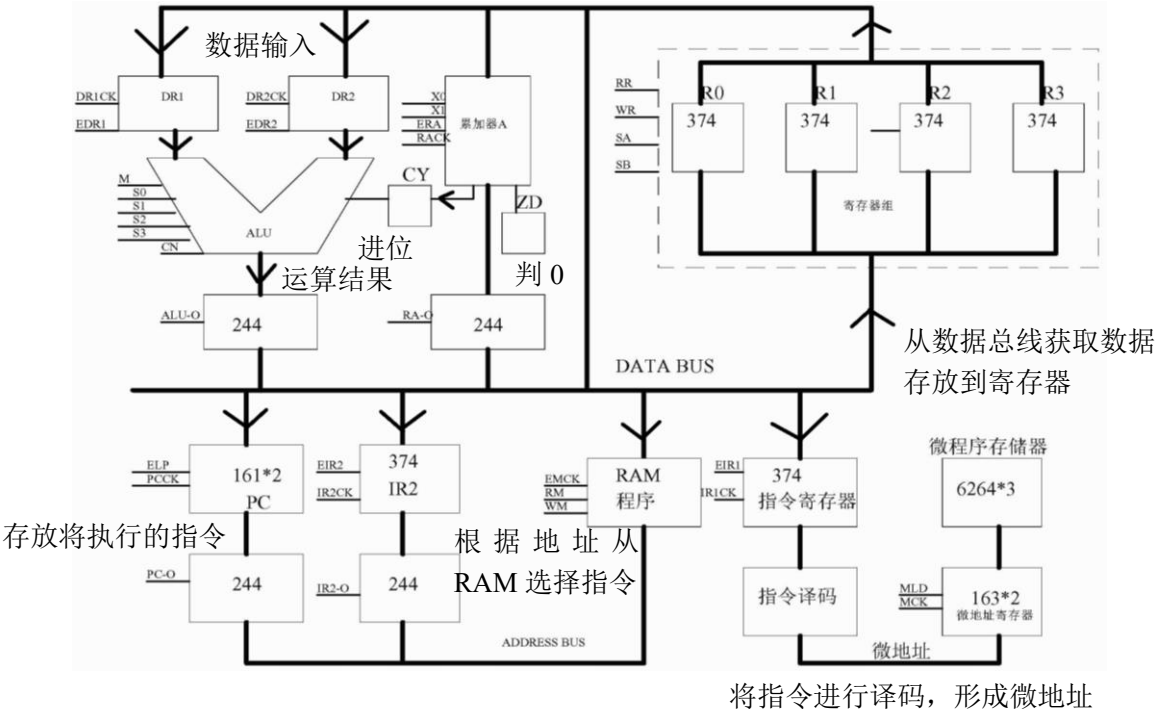 数据输入
DR1CK
DR1
EDR1
DR2CK
DR2
EDR2
X0
X1
ERA
RACK
累加器A
RR
WR
SA
SB
R0
R1
R2
R3
374
374
374
374
寄存器组
M
S0
S1
S2
S3
CN
ALU
CY
进位
ZD
判 0
运算结果
ALU-O
244
RA-O
244
DATA BUS
从数据总线获取数据
存放到寄存器
ELP
PCCK
161*2
PC
EIR2
IR2CK
374
IR2
EMCK
RM
WM
RAM
程序
EIR1
IR1CK
374
指令寄存器
微程序存储器
6264*3
存放将执行的指令
根据地址从
RAM 选择指令
PC-O
244
IR2-O
244
指令译码
MLD
MCK
163*2
微地址寄存器
ADDRESS BUS
微地址
将指令进行译码，形成微地址